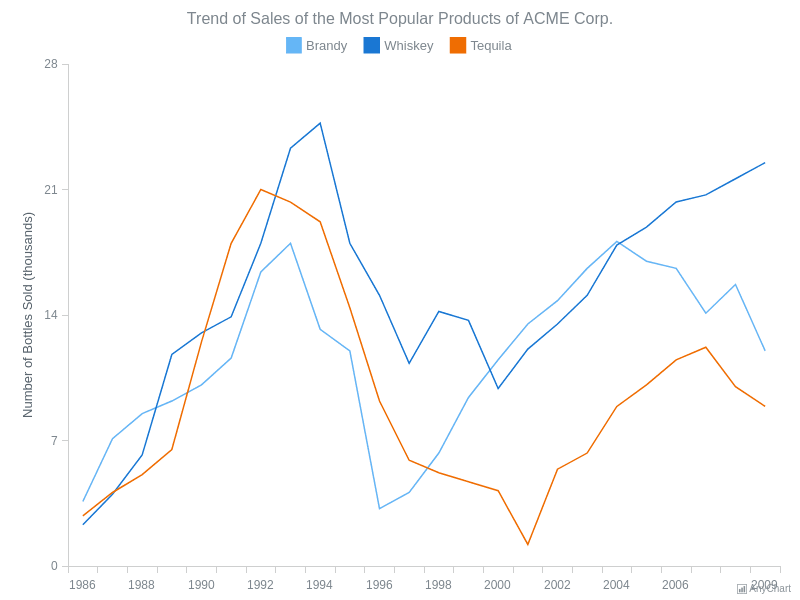 Trend of Sales of the Most Popular Products of ACME Corp.
Brandy Whiskey Tequila
Number of Bottles Sold (thousands)
28
21
14
7
0
1986 1988 1990 1992 1994 1996 1998 2000 2002 2004 2006 2009
AnyChart